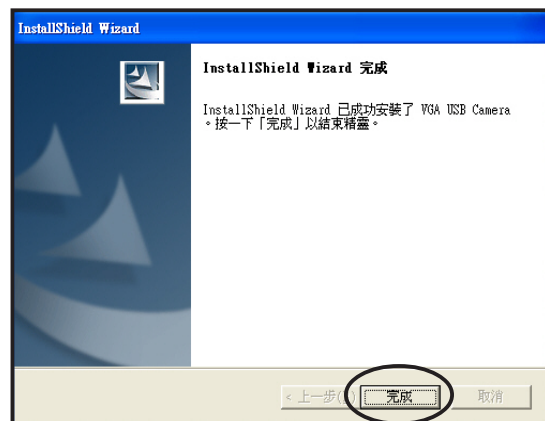 InstallShield Wizard
InstallShield Wizard 完成
InstallShield Wizard 已成功安裝了 VGA USB Camera
。按一下「完成」以結束精靈。
< 上一步( ) 完成 取消